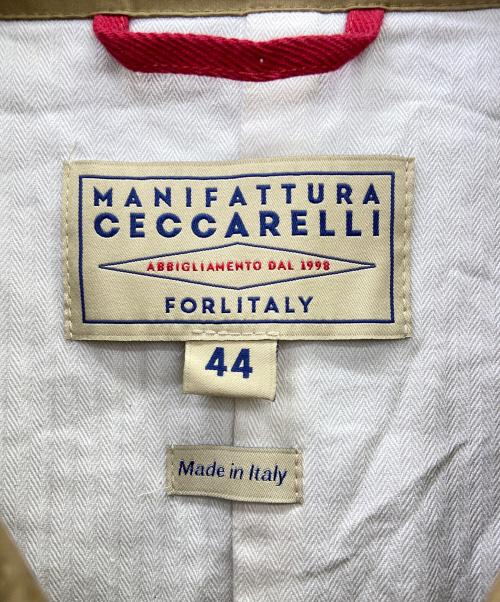 MANIFATTURA
CECCARELLI
ABBIGLIAMENTO DAL 1998
FORLITALY
44
Made in Italy